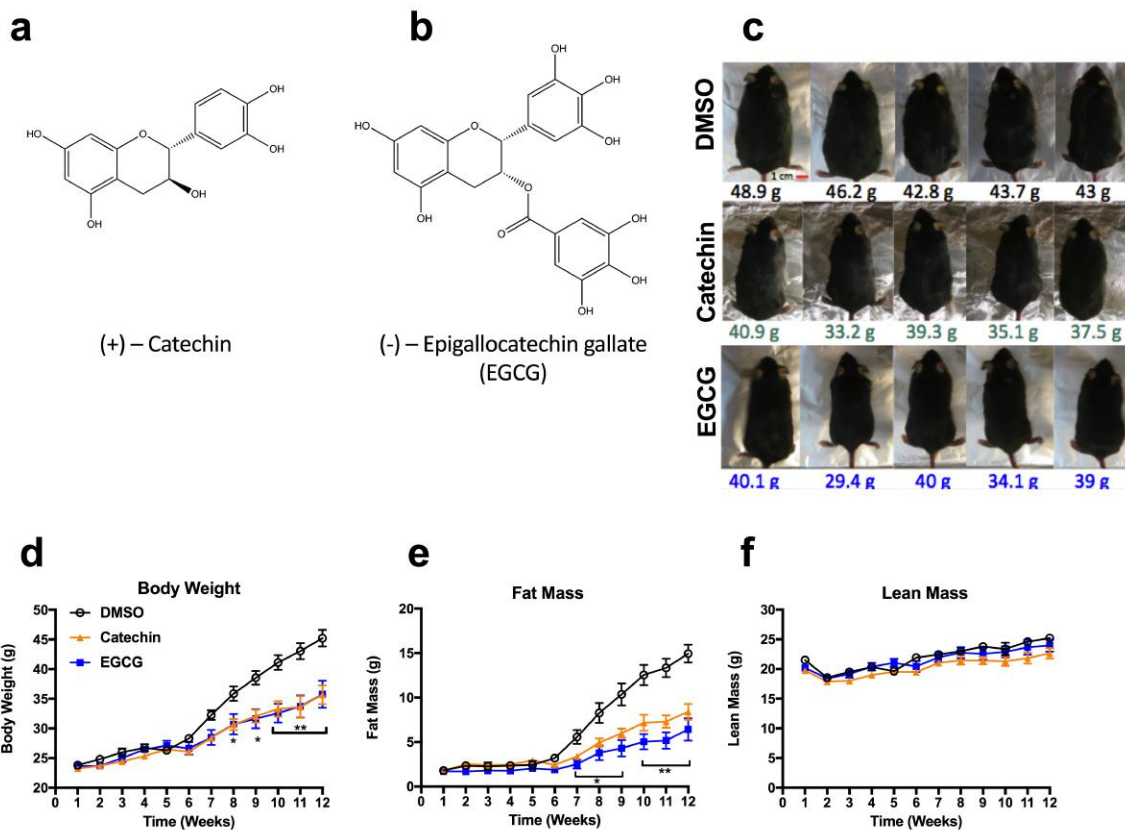 a
b
c
HO
O
OH
OH
OH
OH
(+) – Catechin
OH
OH
HO
O
OH
OH
O
O
OH
OH
OH
(-) – Epigallocatechin gallate
(EGCG)
DMSO
1 cm
48.9 g 46.2 g 42.8 g 43.7 g 43 g
Catechin
40.9 g 33.2 g 39.3 g 35.1 g 37.5 g
EGCG
40.1 g 29.4 g 40 g 34.1 g 39 g
d
Body Weight
Body Weight (g)
50
45
40
35
30
25
20
DMSO
Catechin
EGCG
* * **
0 1 2 3 4 5 6 7 8 9 10 11 12
Time (Weeks)
e
Fat Mass
Fat Mass (g)
20
15
10
5
0
* **
0 1 2 3 4 5 6 7 8 9 10 11 12
Time (Weeks)
f
Lean Mass
Lean Mass (g)
30
25
20
15
10
5
0
0 1 2 3 4 5 6 7 8 9 10 11 12
Time (Weeks)